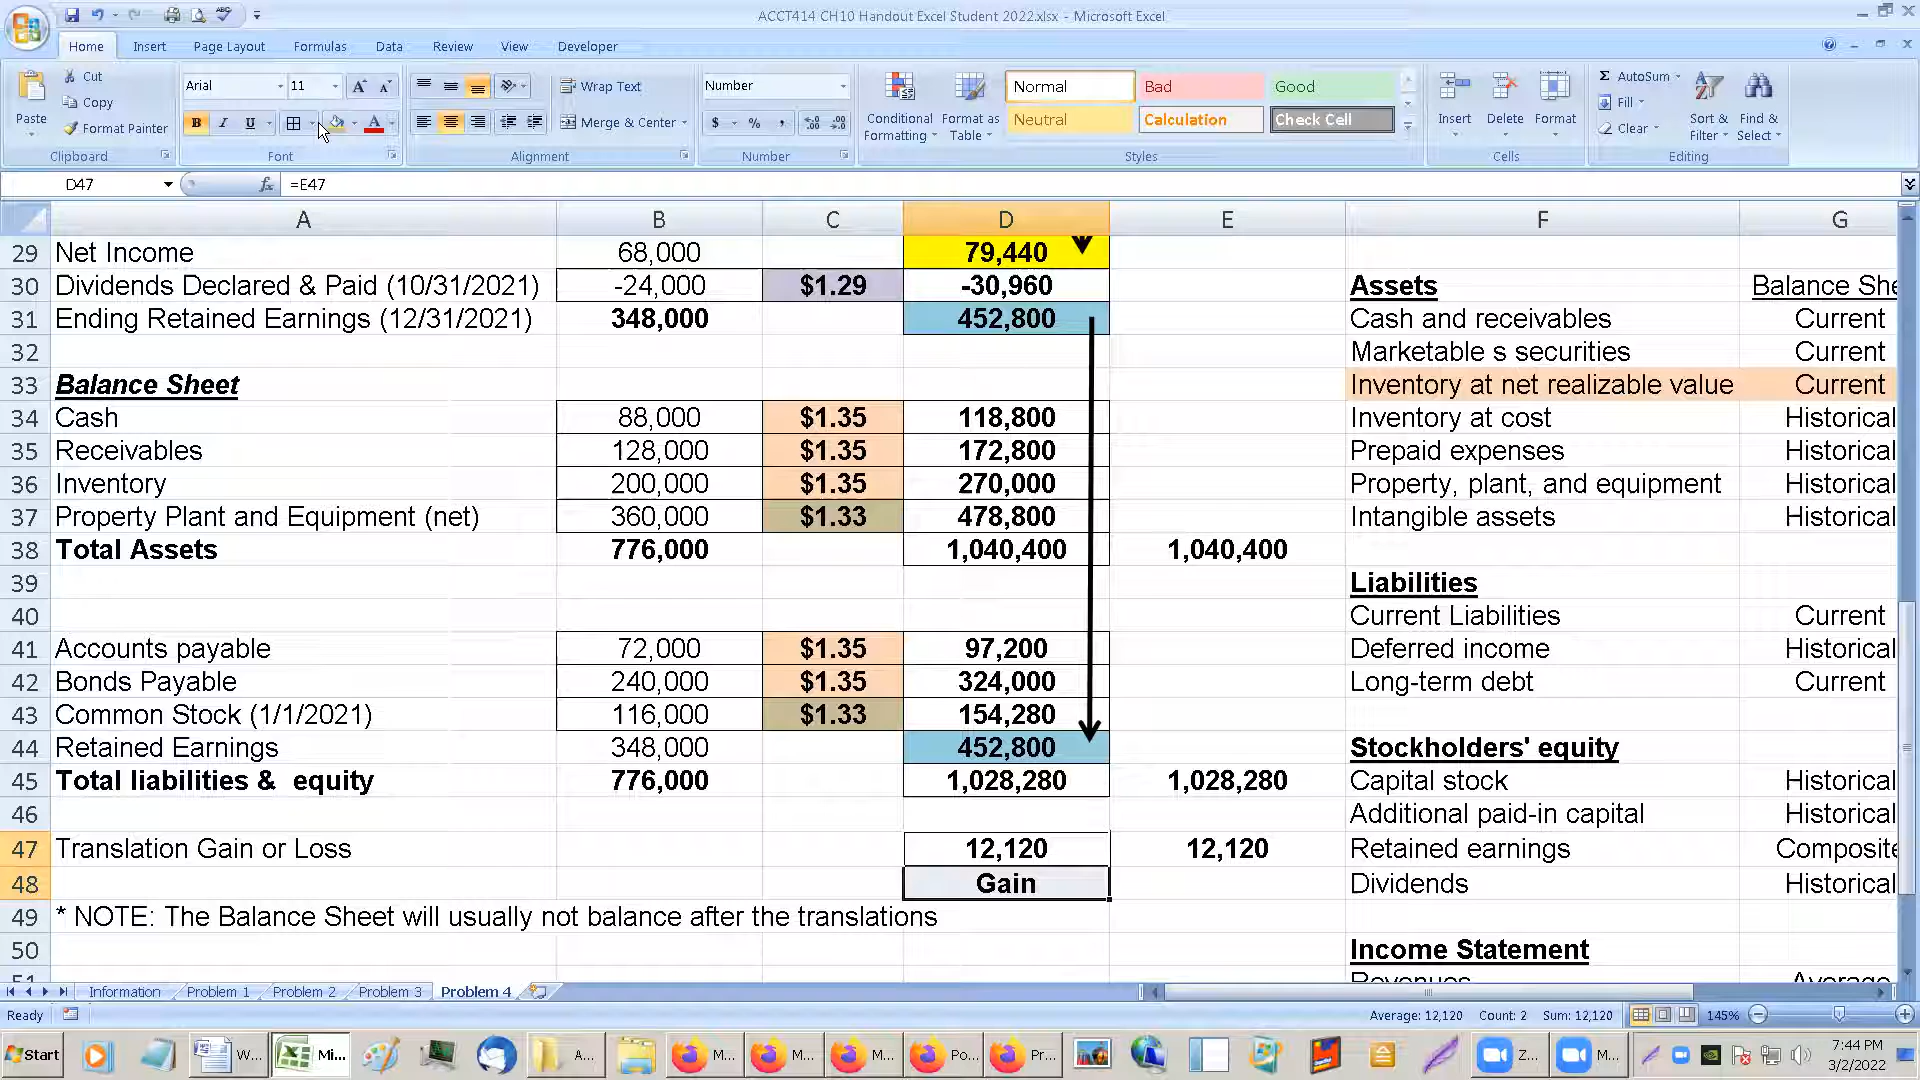 ACCT414 CH10 Handout Excel Student 2022.xlsx - Microsoft Excel
Home Insert Page Layout Formulas Data Review View Developer
Cut
Copy
Format Painter
Paste
Clipboard
Arial 11
B I U
Font
Wrap Text
Merge & Center
Alignment
Number
$ % ,
Number
Conditional Formatting
Format as Table
Normal Bad Good
Neutral Calculation Check Cell
Styles
Insert Delete Format
Cells
Σ AutoSum
Fill
Clear
Sort & Filter
Find & Select
Editing
D47 fx =E47
A B C D E F G
29 Net Income 68,000 79,440
30 Dividends Declared & Paid (10/31/2021) -24,000 $1.29 -30,960 Assets Balance She
31 Ending Retained Earnings (12/31/2021) 348,000 452,800 Cash and receivables Current
32 Marketable s securities Current
33 Balance Sheet Inventory at net realizable value Current
34 Cash 88,000 $1.35 118,800 Inventory at cost Historical
35 Receivables 128,000 $1.35 172,800 Prepaid expenses Historical
36 Inventory 200,000 $1.35 270,000 Property, plant, and equipment Historical
37 Property Plant and Equipment (net) 360,000 $1.33 478,800 Intangible assets Historical
38 Total Assets 776,000 1,040,400 1,040,400
39 Liabilities
40 Current Liabilities Current
41 Accounts payable 72,000 $1.35 97,200 Deferred income Historical
42 Bonds Payable 240,000 $1.35 324,000 Long-term debt Current
43 Common Stock (1/1/2021) 116,000 $1.33 154,280
44 Retained Earnings 348,000 452,800 Stockholders' equity
45 Total liabilities & equity 776,000 1,028,280 1,028,280 Capital stock Historical
46 Additional paid-in capital Historical
47 Translation Gain or Loss 12,120 12,120 Retained earnings Composite
48 Gain Dividends Historical
49 * NOTE: The Balance Sheet will usually not balance after the translations
50 Income Statement
51 Revenues Average
Information Problem 1 Problem 2 Problem 3 Problem 4
Ready Average: 12,120 Count: 2 Sum: 12,120 145%
Start W... Mi... A... M... M... M... Po... Pr... Z... M... 7:44 PM
3/2/2022